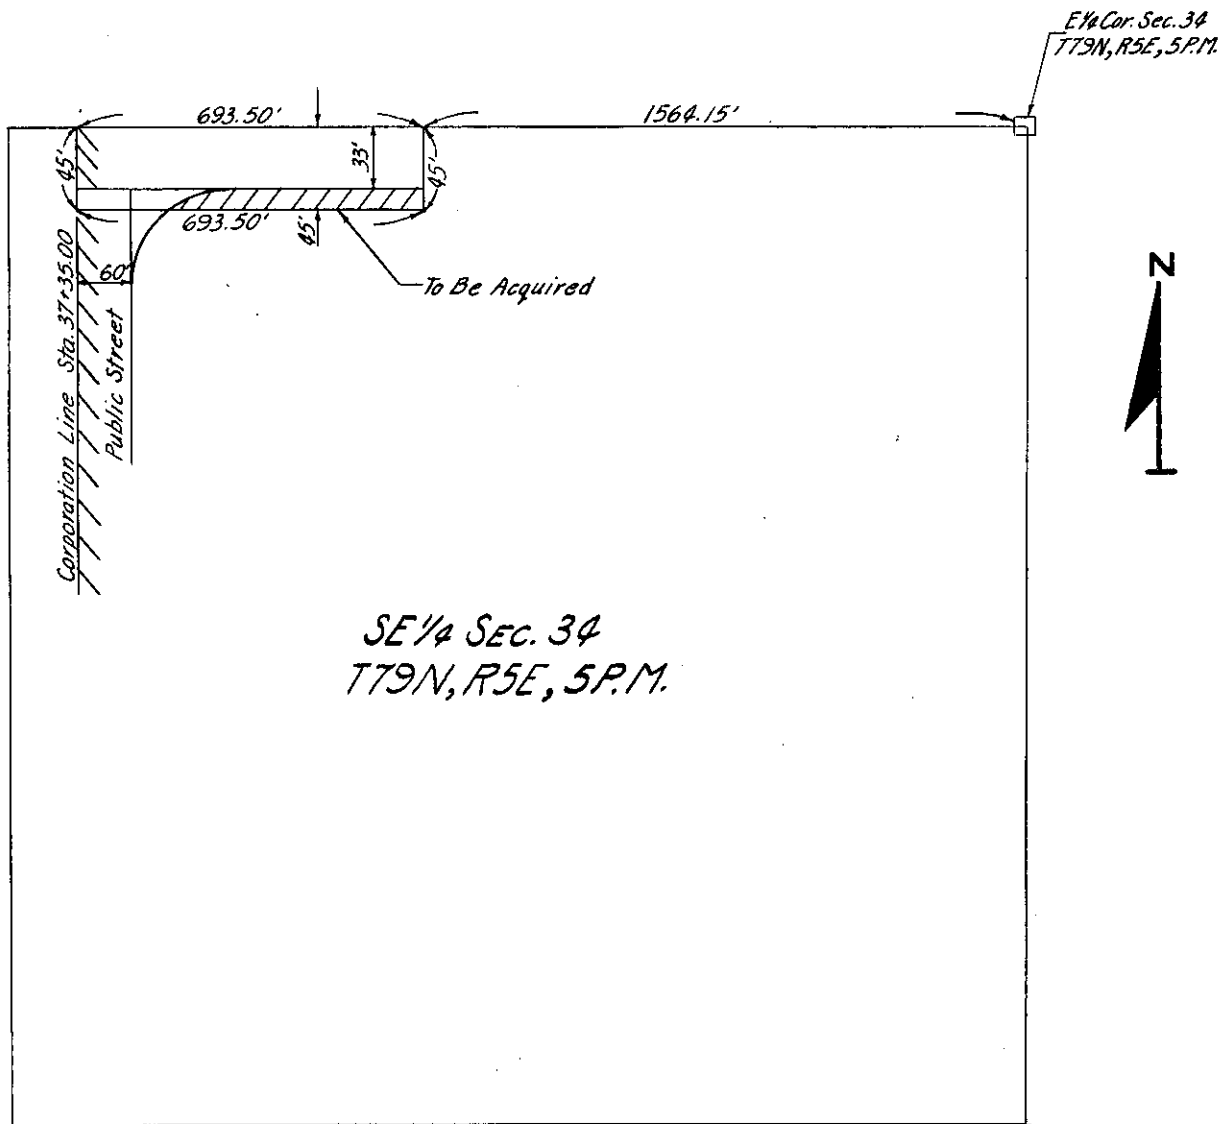 E¼ Cor. Sec. 34
T79N, R5E, 5P.M.
693.50'
1564.15'
45'
33'
45'
693.50'
45'
60'
To Be Acquired
N
Corporation Line Sta. 37+35.00
Public Street
SE¼ SEC. 34
T79N, R5E, 5P.M.